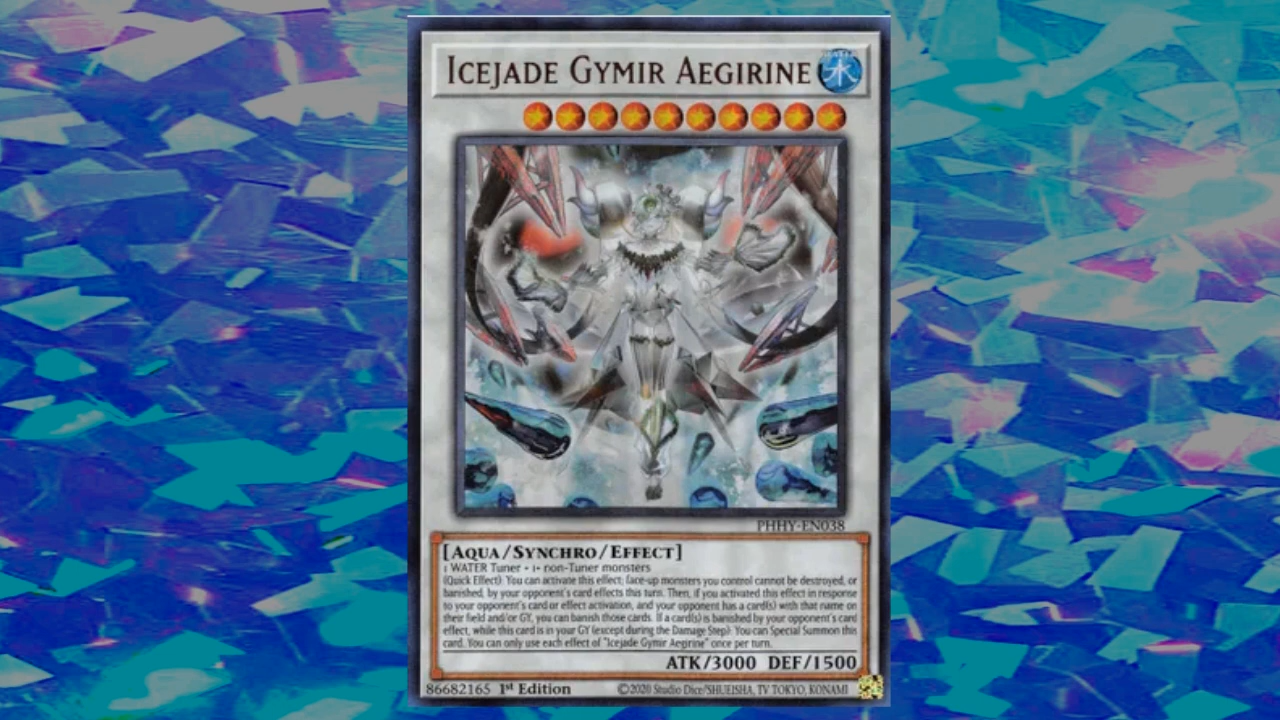 ICEJADE GYMIR AEGIRINE
水
PHHY-EN038
[AQUA/SYNCHRO/EFFECT]
1 WATER Tuner + 1+ non-Tuner monsters
(Quick Effect): You can activate this effect; face-up monsters you control cannot be destroyed, or
banished, by your opponent's card effects this turn. Then, if you activated this effect in response
to your opponent's card or effect activation, and your opponent has a card(s) with that name on
their field and/or GY, you can banish those cards. If a card(s) is banished by your opponent's card
effect, while this card is in your GY (except during the Damage Step): You can Special Summon this
card. You can only use each effect of "Icejade Gymir Aegirine" once per turn.
ATK/3000 DEF/1500
86682165 1st Edition ©2020 Studio Dice/SHUEISHA, TV TOKYO, KONAMI